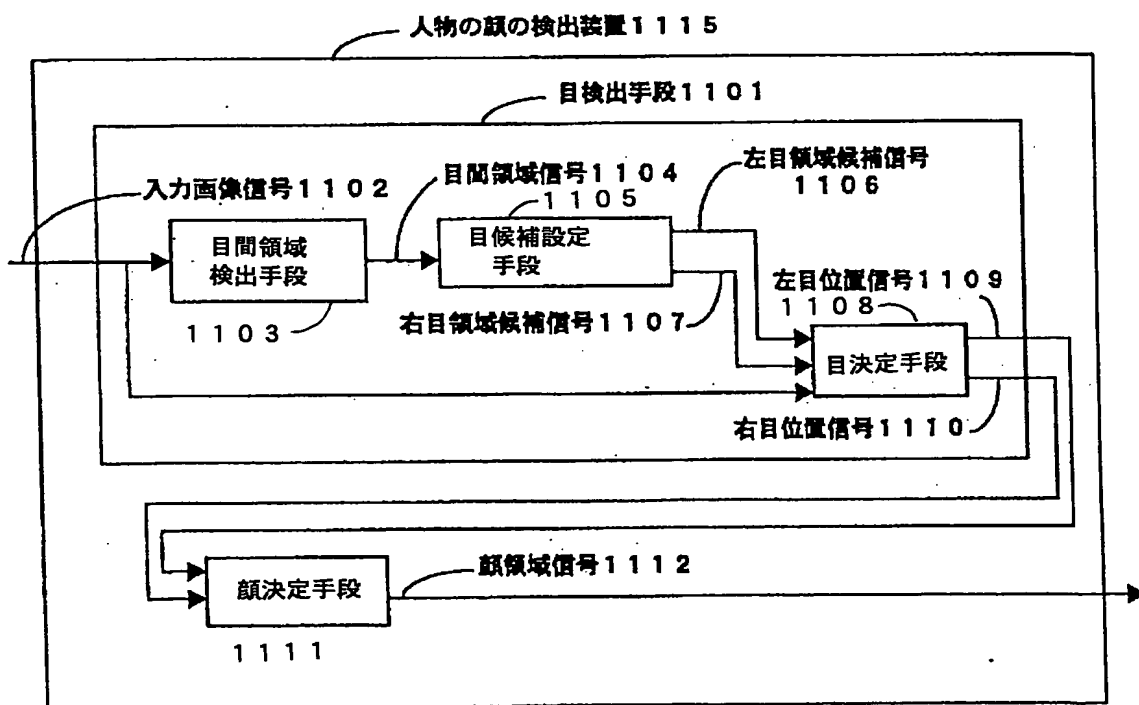 人物の顔の検出装置1115
目検出手段1101
左目領域候補信号
1106
入力画像信号1102
目間領域信号1104
1105
目間領域
検出手段
目候補設定
手段
1103
右目領域候補信号1107
左目位置信号1109
1108
目決定手段
右目位置信号1110
顔領域信号1112
顔決定手段
1111